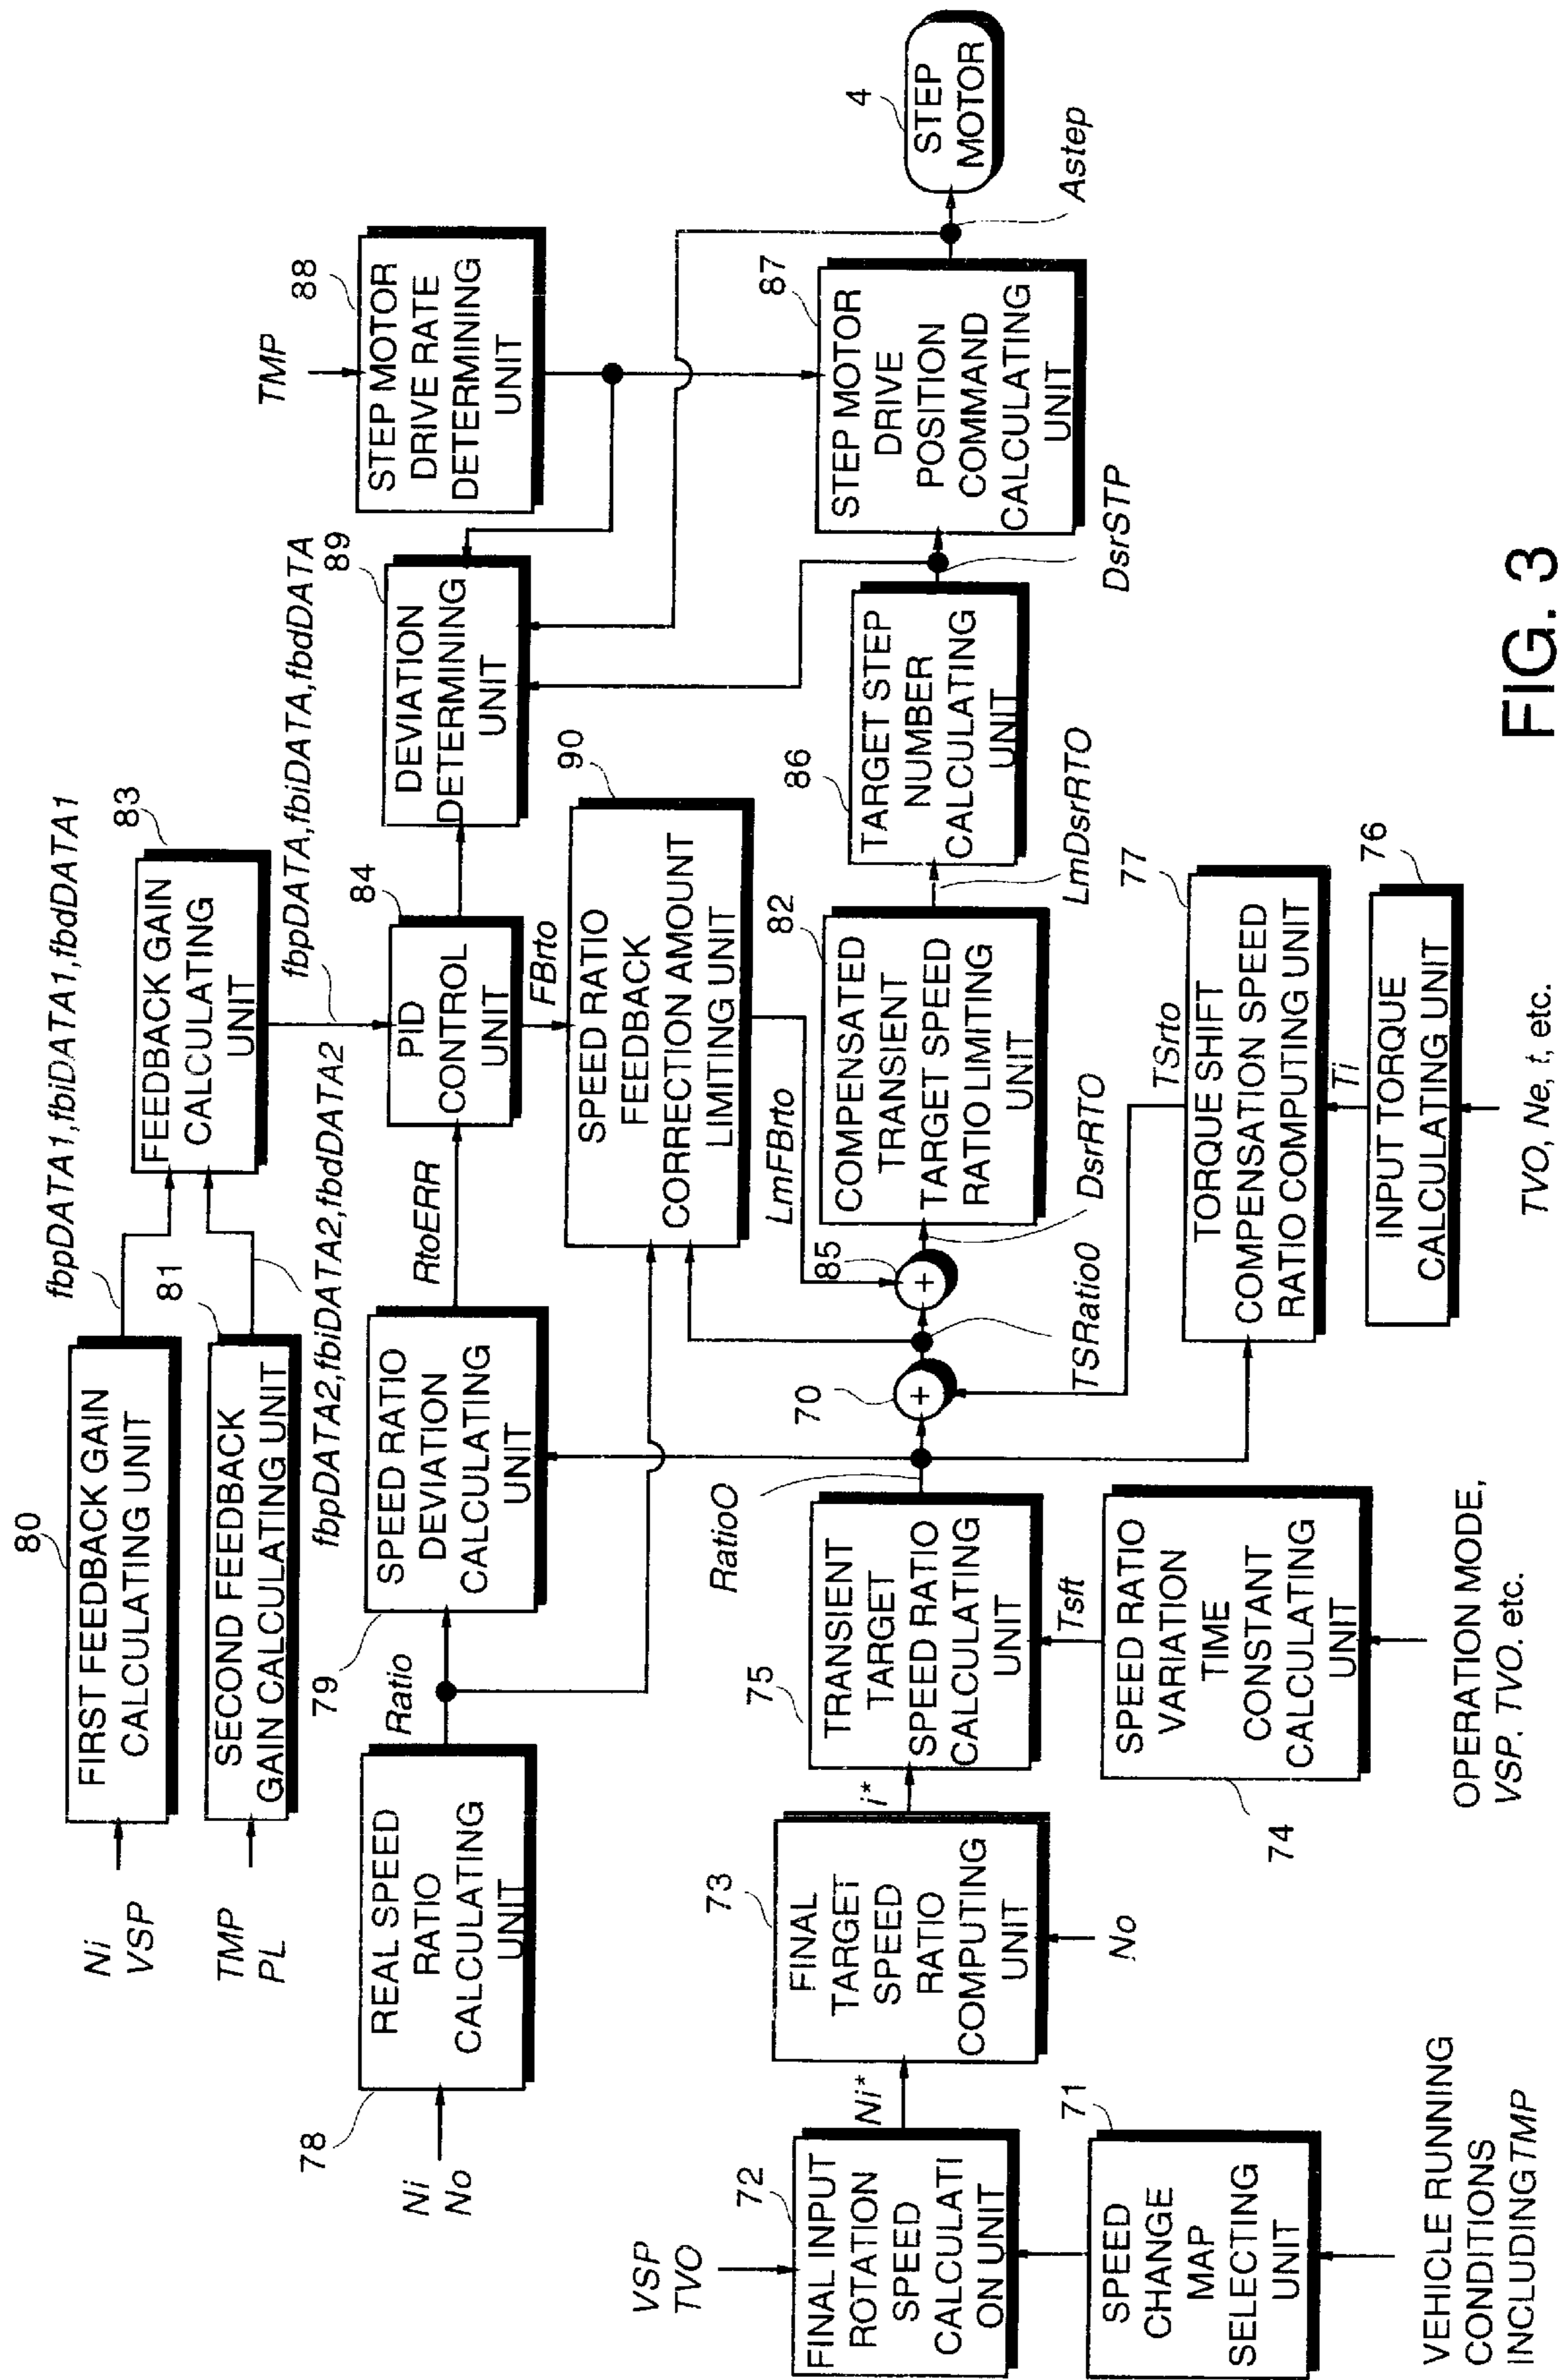 Ni
VSP
80
FIRST FEEDBACK GAIN
CALCULATING UNIT
fbpDATA1,fbiDATA1,fbdDATA1
TMP
PL
81
SECOND FEEDBACK
GAIN CALCULATING UNIT
fbpDATA2,fbiDATA2,fbdDATA2
83
FEEDBACK GAIN
CALCULATING
UNIT
fbpDATA,fbiDATA,fbdDATA
Ni
No
78
REAL SPEED
RATIO
CALCULATING
UNIT
Ratio
79
SPEED RATIO
DEVIATION
CALCULATING
UNIT
RtoERR
84
PID
CONTROL
UNIT
FBrto
89
DEVIATION
DETERMINING
UNIT
TMP
88
STEP MOTOR
DRIVE RATE
DETERMINING
UNIT
90
SPEED RATIO
FEEDBACK
CORRECTION AMOUNT
LIMITING UNIT
LmFBrto
VSP
TVO
72
FINAL INPUT
ROTATION
SPEED
CALCULATI
ON UNIT
Ni*
73
FINAL
TARGET
SPEED
RATIO
COMPUTING
UNIT
No
i*
75
TRANSIENT
TARGET
SPEED RATIO
CALCULATING
UNIT
RatioO
70
+
TSRatio0
85
+
DsrRTO
82
COMPENSATED
TRANSIENT
TARGET SPEED
RATIO LIMITING
UNIT
LmDsrRTO
86
TARGET STEP
NUMBER
CALCULATING
UNIT
DsrSTP
87
STEP MOTOR
DRIVE
POSITION
COMMAND
CALCULATING
UNIT
Astep
4
STEP
MOTOR
71
SPEED
CHANGE
MAP
SELECTING
UNIT
VEHICLE RUNNING
CONDITIONS
INCLUDING TMP
Tsft
74
SPEED RATIO
VARIATION
TIME
CONSTANT
CALCULATING
UNIT
OPERATION MODE,
VSP. TVO. etc.
TSrto
77
TORQUE SHIFT
COMPENSATION SPEED
RATIO COMPUTING UNIT
Ti
76
INPUT TORQUE
CALCULATING UNIT
TVO, Ne, t, etc.
FIG. 3